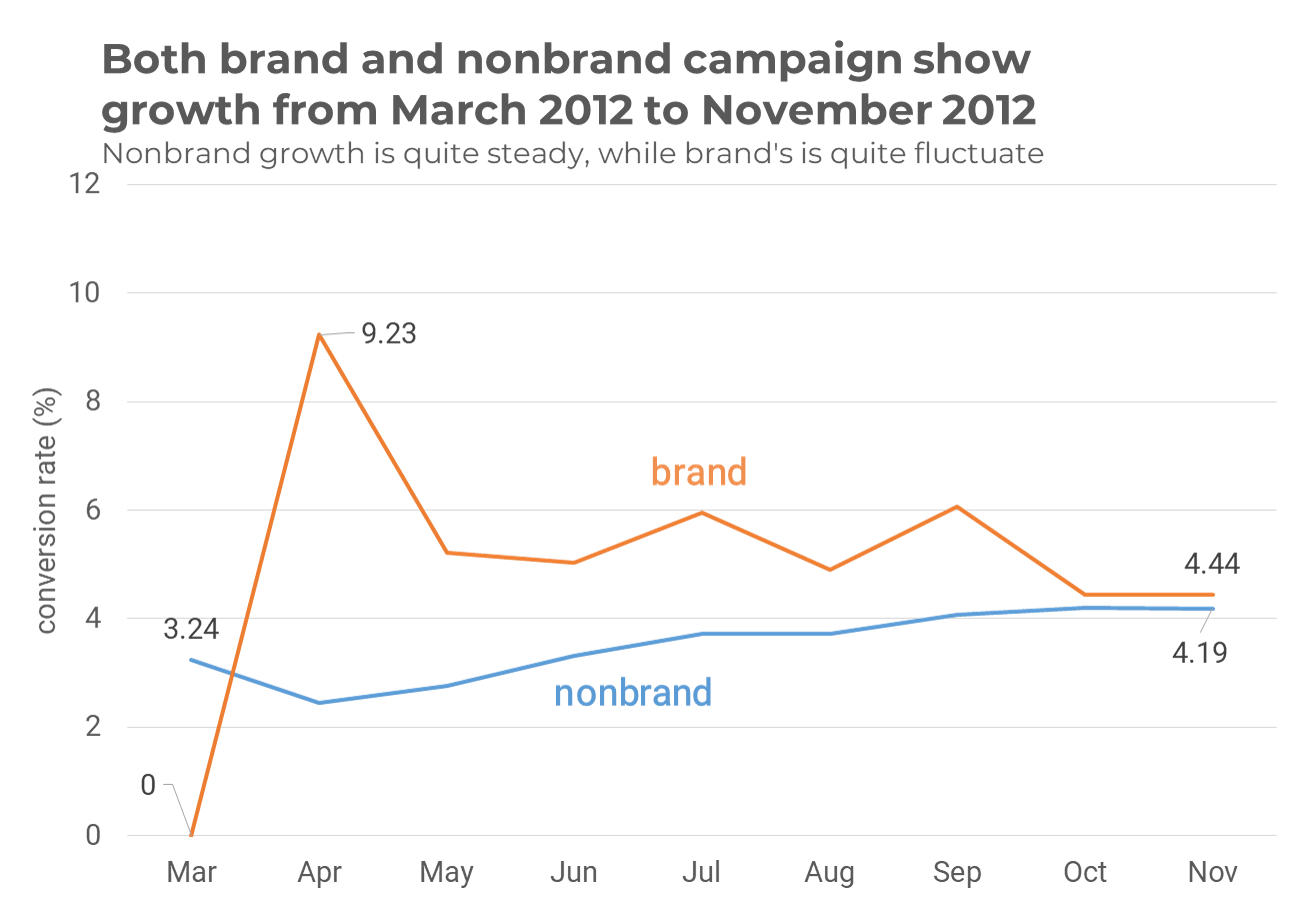 Both brand and nonbrand campaign show
growth from March 2012 to November 2012
Nonbrand growth is quite steady, while brand's is quite fluctuate
12
10
8
6
4
2
0
conversion rate (%)
9.23
brand
4.44
3.24
4.19
nonbrand
0
Mar Apr May Jun Jul Aug Sep Oct Nov